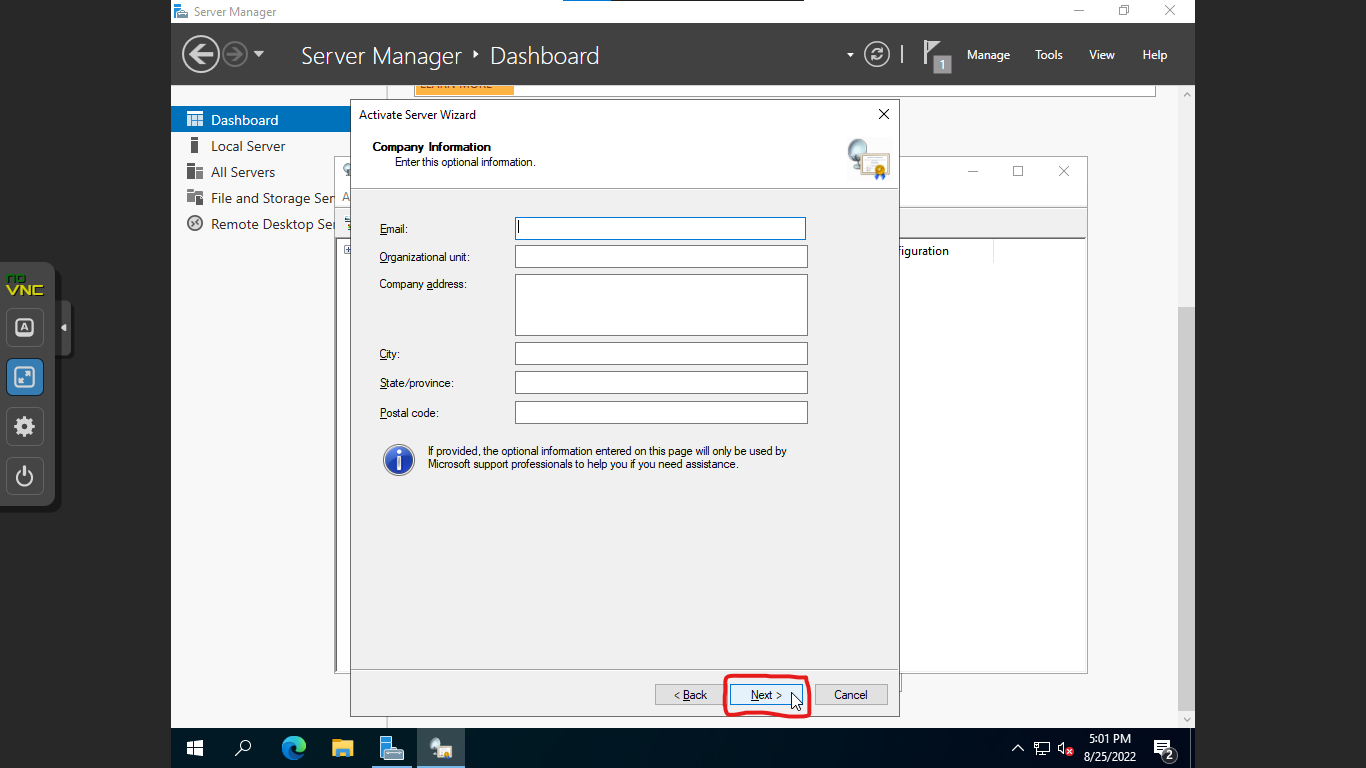 Server Manager
Server Manager ‣ Dashboard
1
Manage
Tools
View
Help
LEARN MORE
Dashboard
Local Server
All Servers
File and Storage Ser
Remote Desktop Ser
Activate Server Wizard
Company Information
Enter this optional information.
A
figuration
Email:
Organizational unit:
Company address:
City:
State/province:
Postal code:
If provided, the optional information entered on this page will only be used by
Microsoft support professionals to help you if you need assistance.
< Back
Next >
Cancel
no
VNC
A
5:01 PM
8/25/2022
2